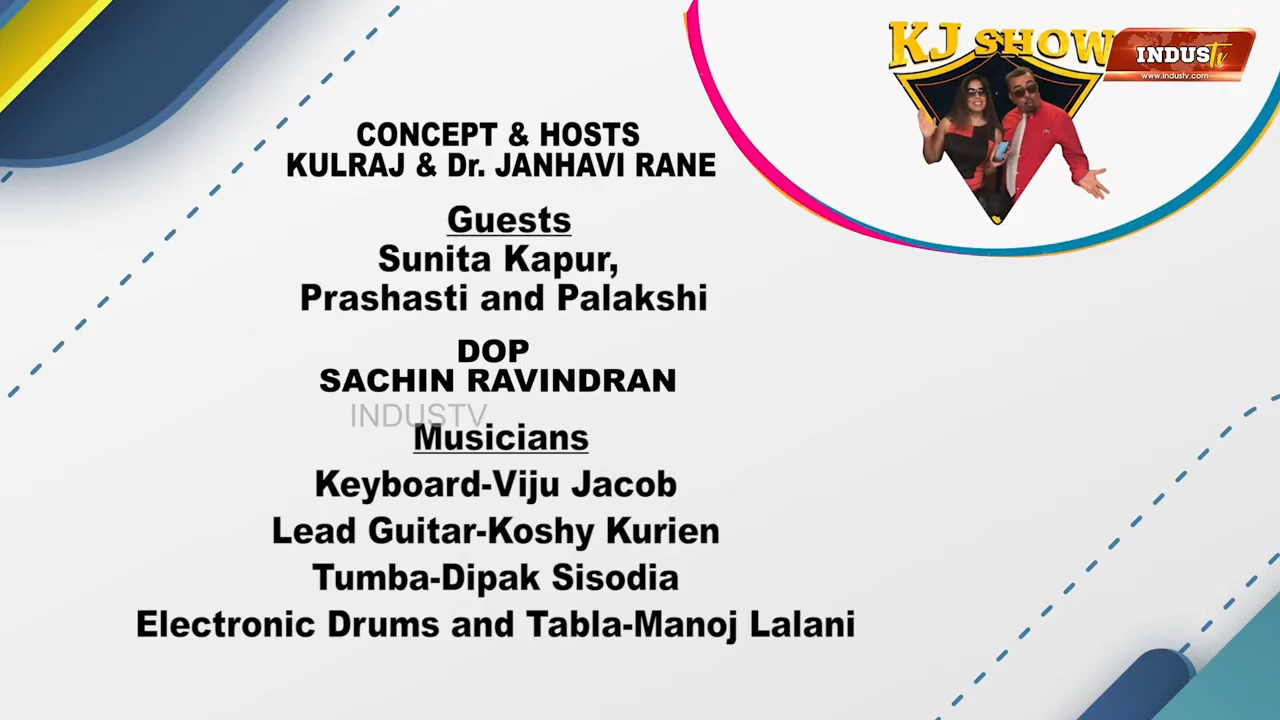 KJ SHOW
INDUS tv
www.industv.com
CONCEPT & HOSTS
KULRAJ & Dr. JANHAVI RANE
Guests
Sunita Kapur,
Prashasti and Palakshi
DOP
SACHIN RAVINDRAN
INDUSTV
Musicians
Keyboard-Viju Jacob
Lead Guitar-Koshy Kurien
Tumba-Dipak Sisodia
Electronic Drums and Tabla-Manoj Lalani